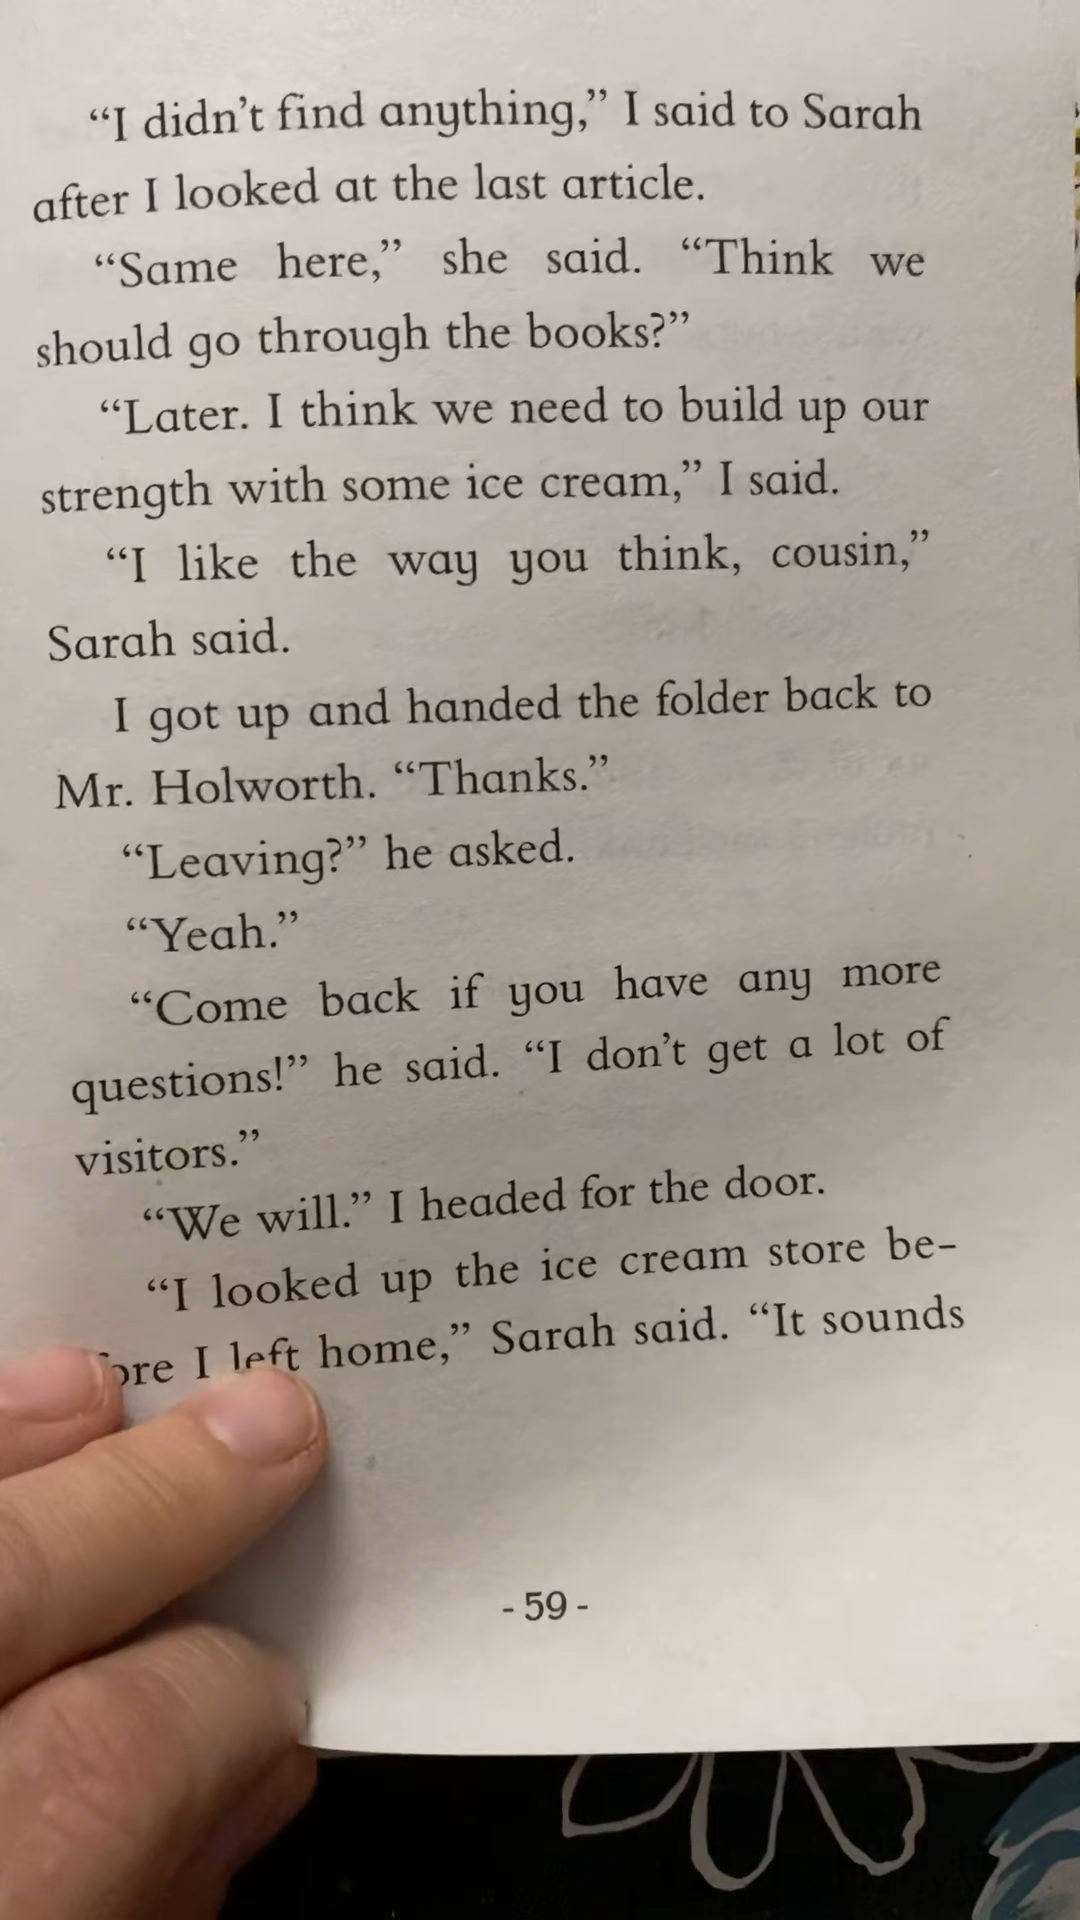 “I didn’t find anything,” I said to Sarah
after I looked at the last article.
“Same here,” she said. “Think we
should go through the books?”
“Later. I think we need to build up our
strength with some ice cream,” I said.
“I like the way you think, cousin,”
Sarah said.
I got up and handed the folder back to
Mr. Holworth. “Thanks.”
“Leaving?” he asked.
“Yeah.”
“Come back if you have any more
questions!” he said. “I don’t get a lot of
visitors.”
“We will.” I headed for the door.
“I looked up the ice cream store be-
fore I left home,” Sarah said. “It sounds
- 59 -